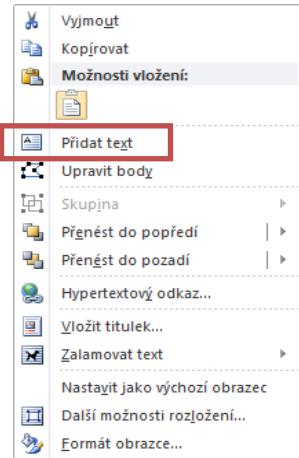 Vyjmout
Kopírovat
Možnosti vložení:
Přidat text
Upravit body
Skupina
Přenést do popředí
Přenést do pozadí
Hypertextový odkaz...
Vložit titulek...
Zalamovat text
Nastavit jako výchozí obrazec
Další možnosti rozložení...
Formát obrazce...